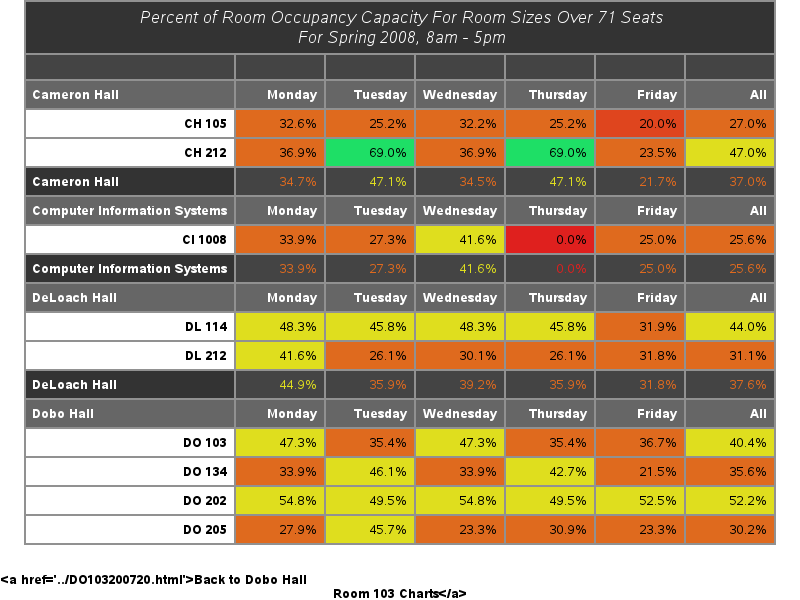 Percent of Room Occupancy Capacity For Room Sizes Over 71 Seats
For Spring 2008, 8am - 5pm
Cameron Hall Monday Tuesday Wednesday Thursday Friday All
CH 105 32.6% 25.2% 32.2% 25.2% 20.0% 27.0%
CH 212 36.9% 69.0% 36.9% 69.0% 23.5% 47.0%
Cameron Hall 34.7% 47.1% 34.5% 47.1% 21.7% 37.0%
Computer Information Systems Monday Tuesday Wednesday Thursday Friday All
CI 1008 33.9% 27.3% 41.6% 0.0% 25.0% 25.6%
Computer Information Systems 33.9% 27.3% 41.6% 0.0% 25.0% 25.6%
DeLoach Hall Monday Tuesday Wednesday Thursday Friday All
DL 114 48.3% 45.8% 48.3% 45.8% 31.9% 44.0%
DL 212 41.6% 26.1% 30.1% 26.1% 31.8% 31.1%
DeLoach Hall 44.9% 35.9% 39.2% 35.9% 31.8% 37.6%
Dobo Hall Monday Tuesday Wednesday Thursday Friday All
DO 103 47.3% 35.4% 47.3% 35.4% 36.7% 40.4%
DO 134 33.9% 46.1% 33.9% 42.7% 21.5% 35.6%
DO 202 54.8% 49.5% 54.8% 49.5% 52.5% 52.2%
DO 205 27.9% 45.7% 23.3% 30.9% 23.3% 30.2%
<a href='../DO103200720.html'>Back to Dobo Hall
Room 103 Charts</a>